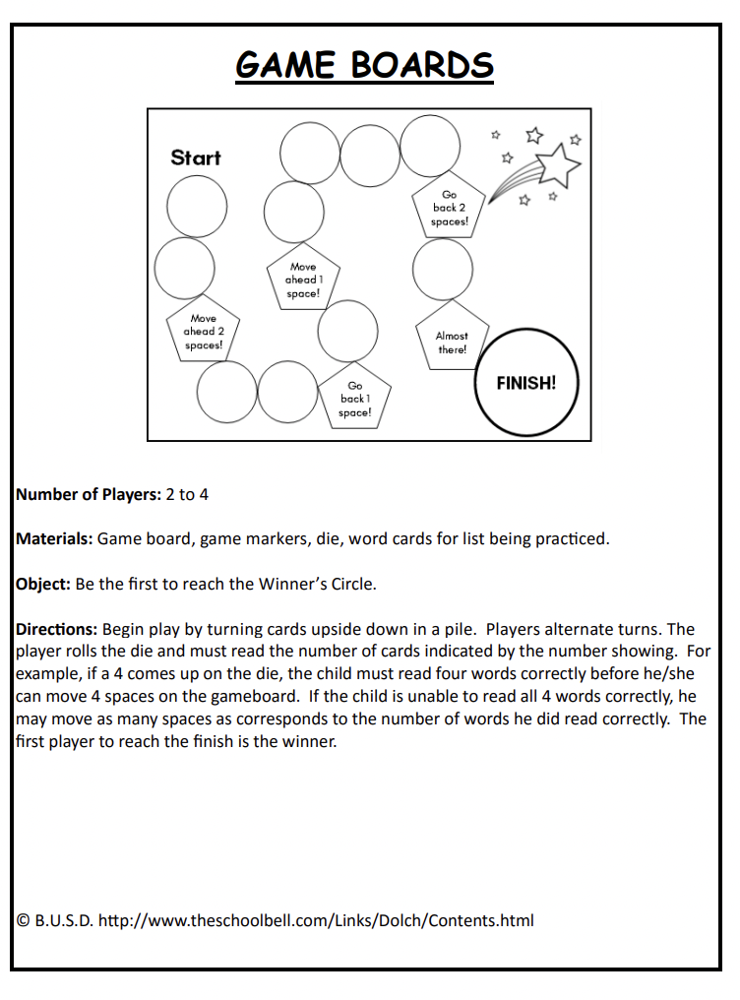 GAME BOARDS
Start
Go
back 2
spaces!
Move
ahead 1
space!
Move
ahead 2
spaces!
Almost
there!
FINISH!
Go
back 1
space!
Number of Players: 2 to 4
Materials: Game board, game markers, die, word cards for list being practiced.
Object: Be the first to reach the Winner’s Circle.
Directions: Begin play by turning cards upside down in a pile.  Players alternate turns. The
player rolls the die and must read the number of cards indicated by the number showing.  For
example, if a 4 comes up on the die, the child must read four words correctly before he/she
can move 4 spaces on the gameboard.  If the child is unable to read all 4 words correctly, he
may move as many spaces as corresponds to the number of words he did read correctly.  The
first player to reach the finish is the winner.
© B.U.S.D. http://www.theschoolbell.com/Links/Dolch/Contents.html